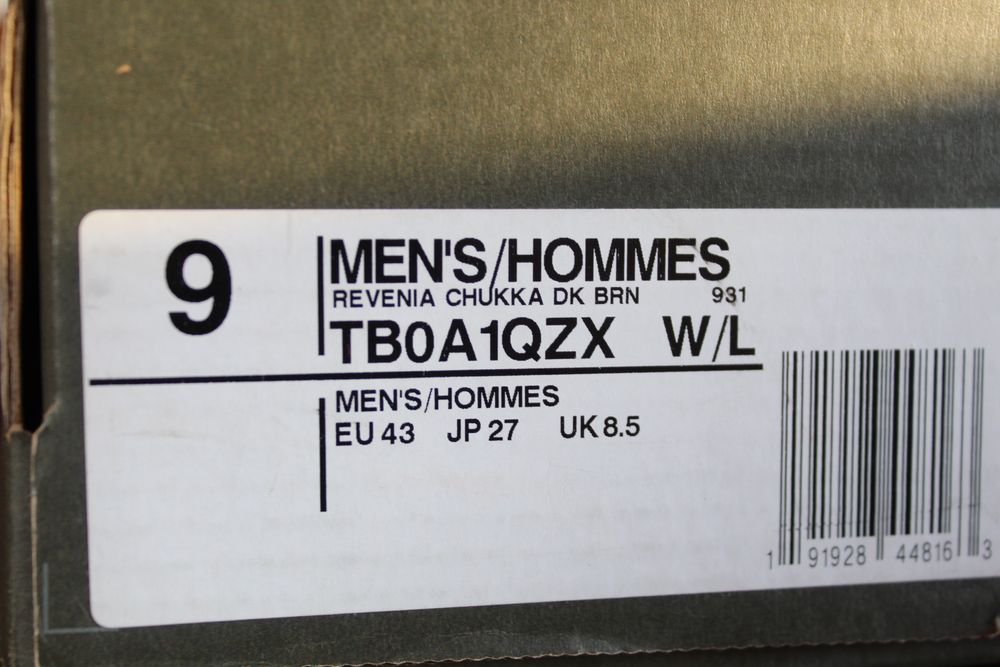 9
MEN'S/HOMMES
REVENIA CHUKKA DK BRN 931
TB0A1QZX W/L
MEN'S/HOMMES
EU 43 JP 27 UK 8.5
1 91928 44816 3